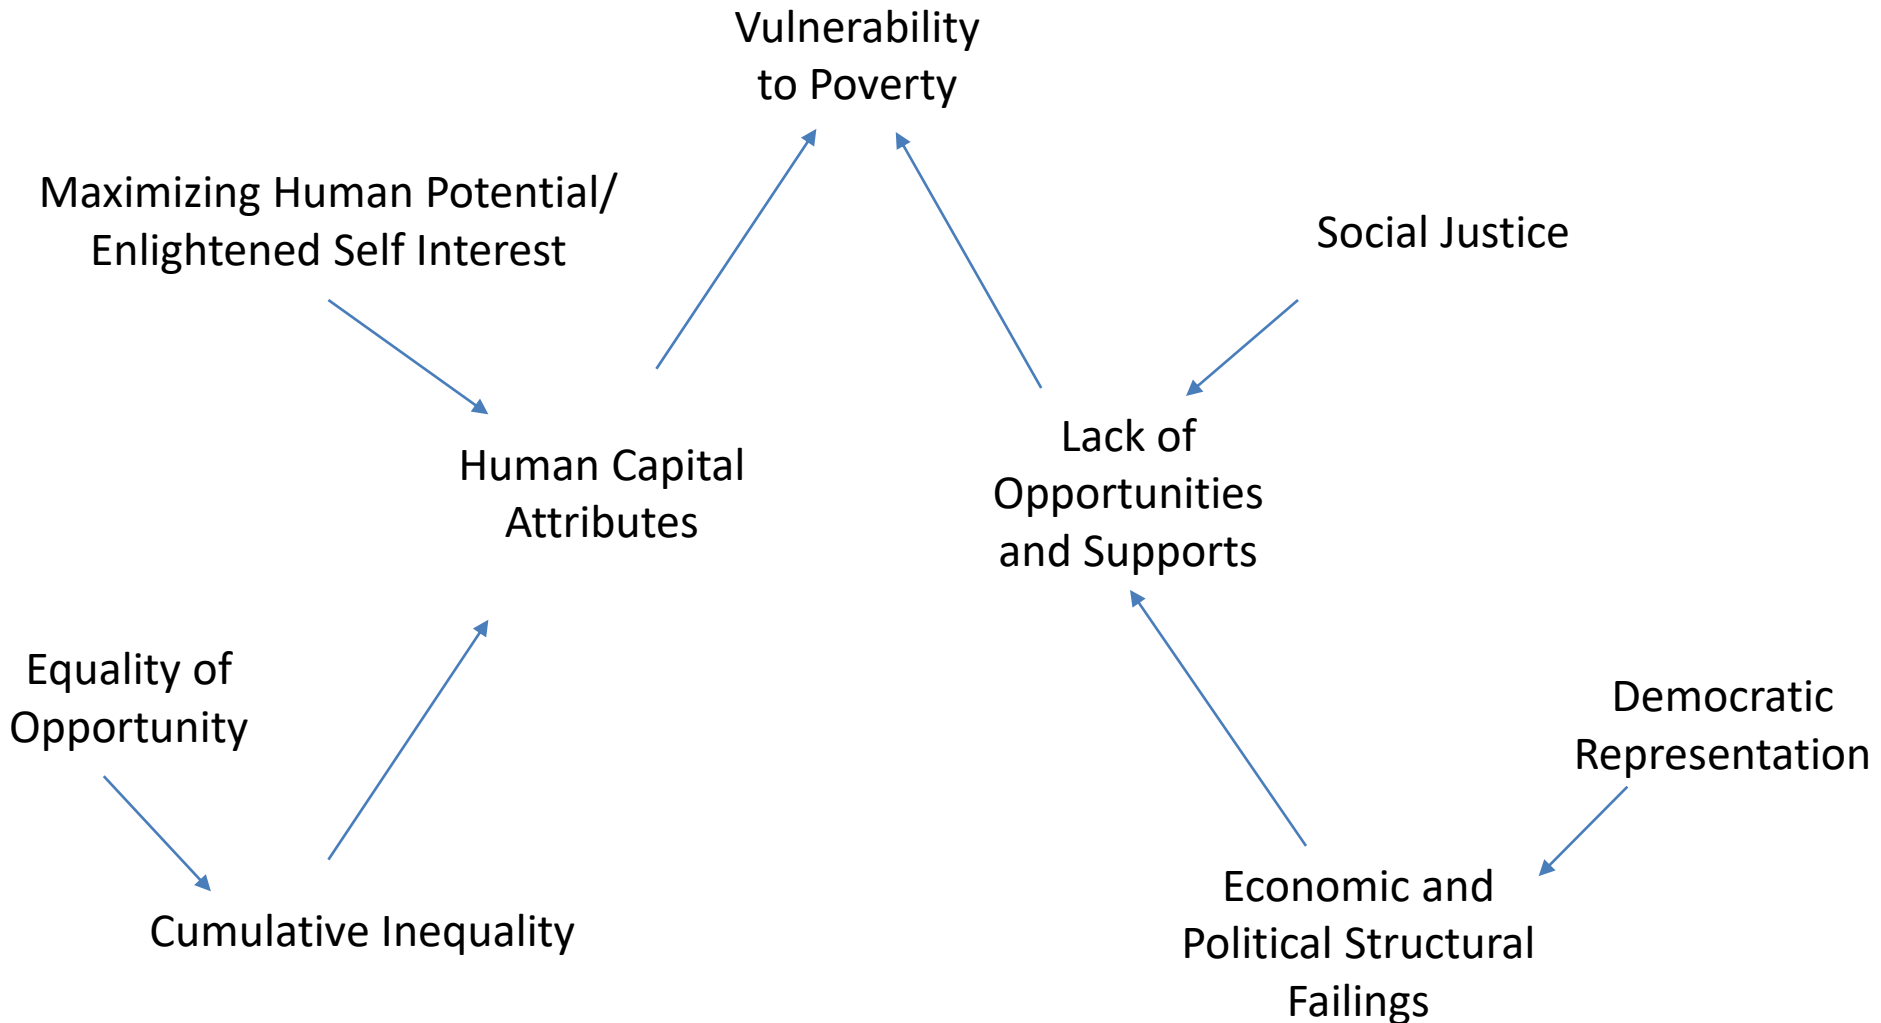 Vulnerability
to Poverty
Maximizing Human Potential/
Enlightened Self Interest
Social Justice
Human Capital
Attributes
Lack of
Opportunities
and Supports
Equality of
Opportunity
Democratic
Representation
Cumulative Inequality
Economic and
Political Structural
Failings